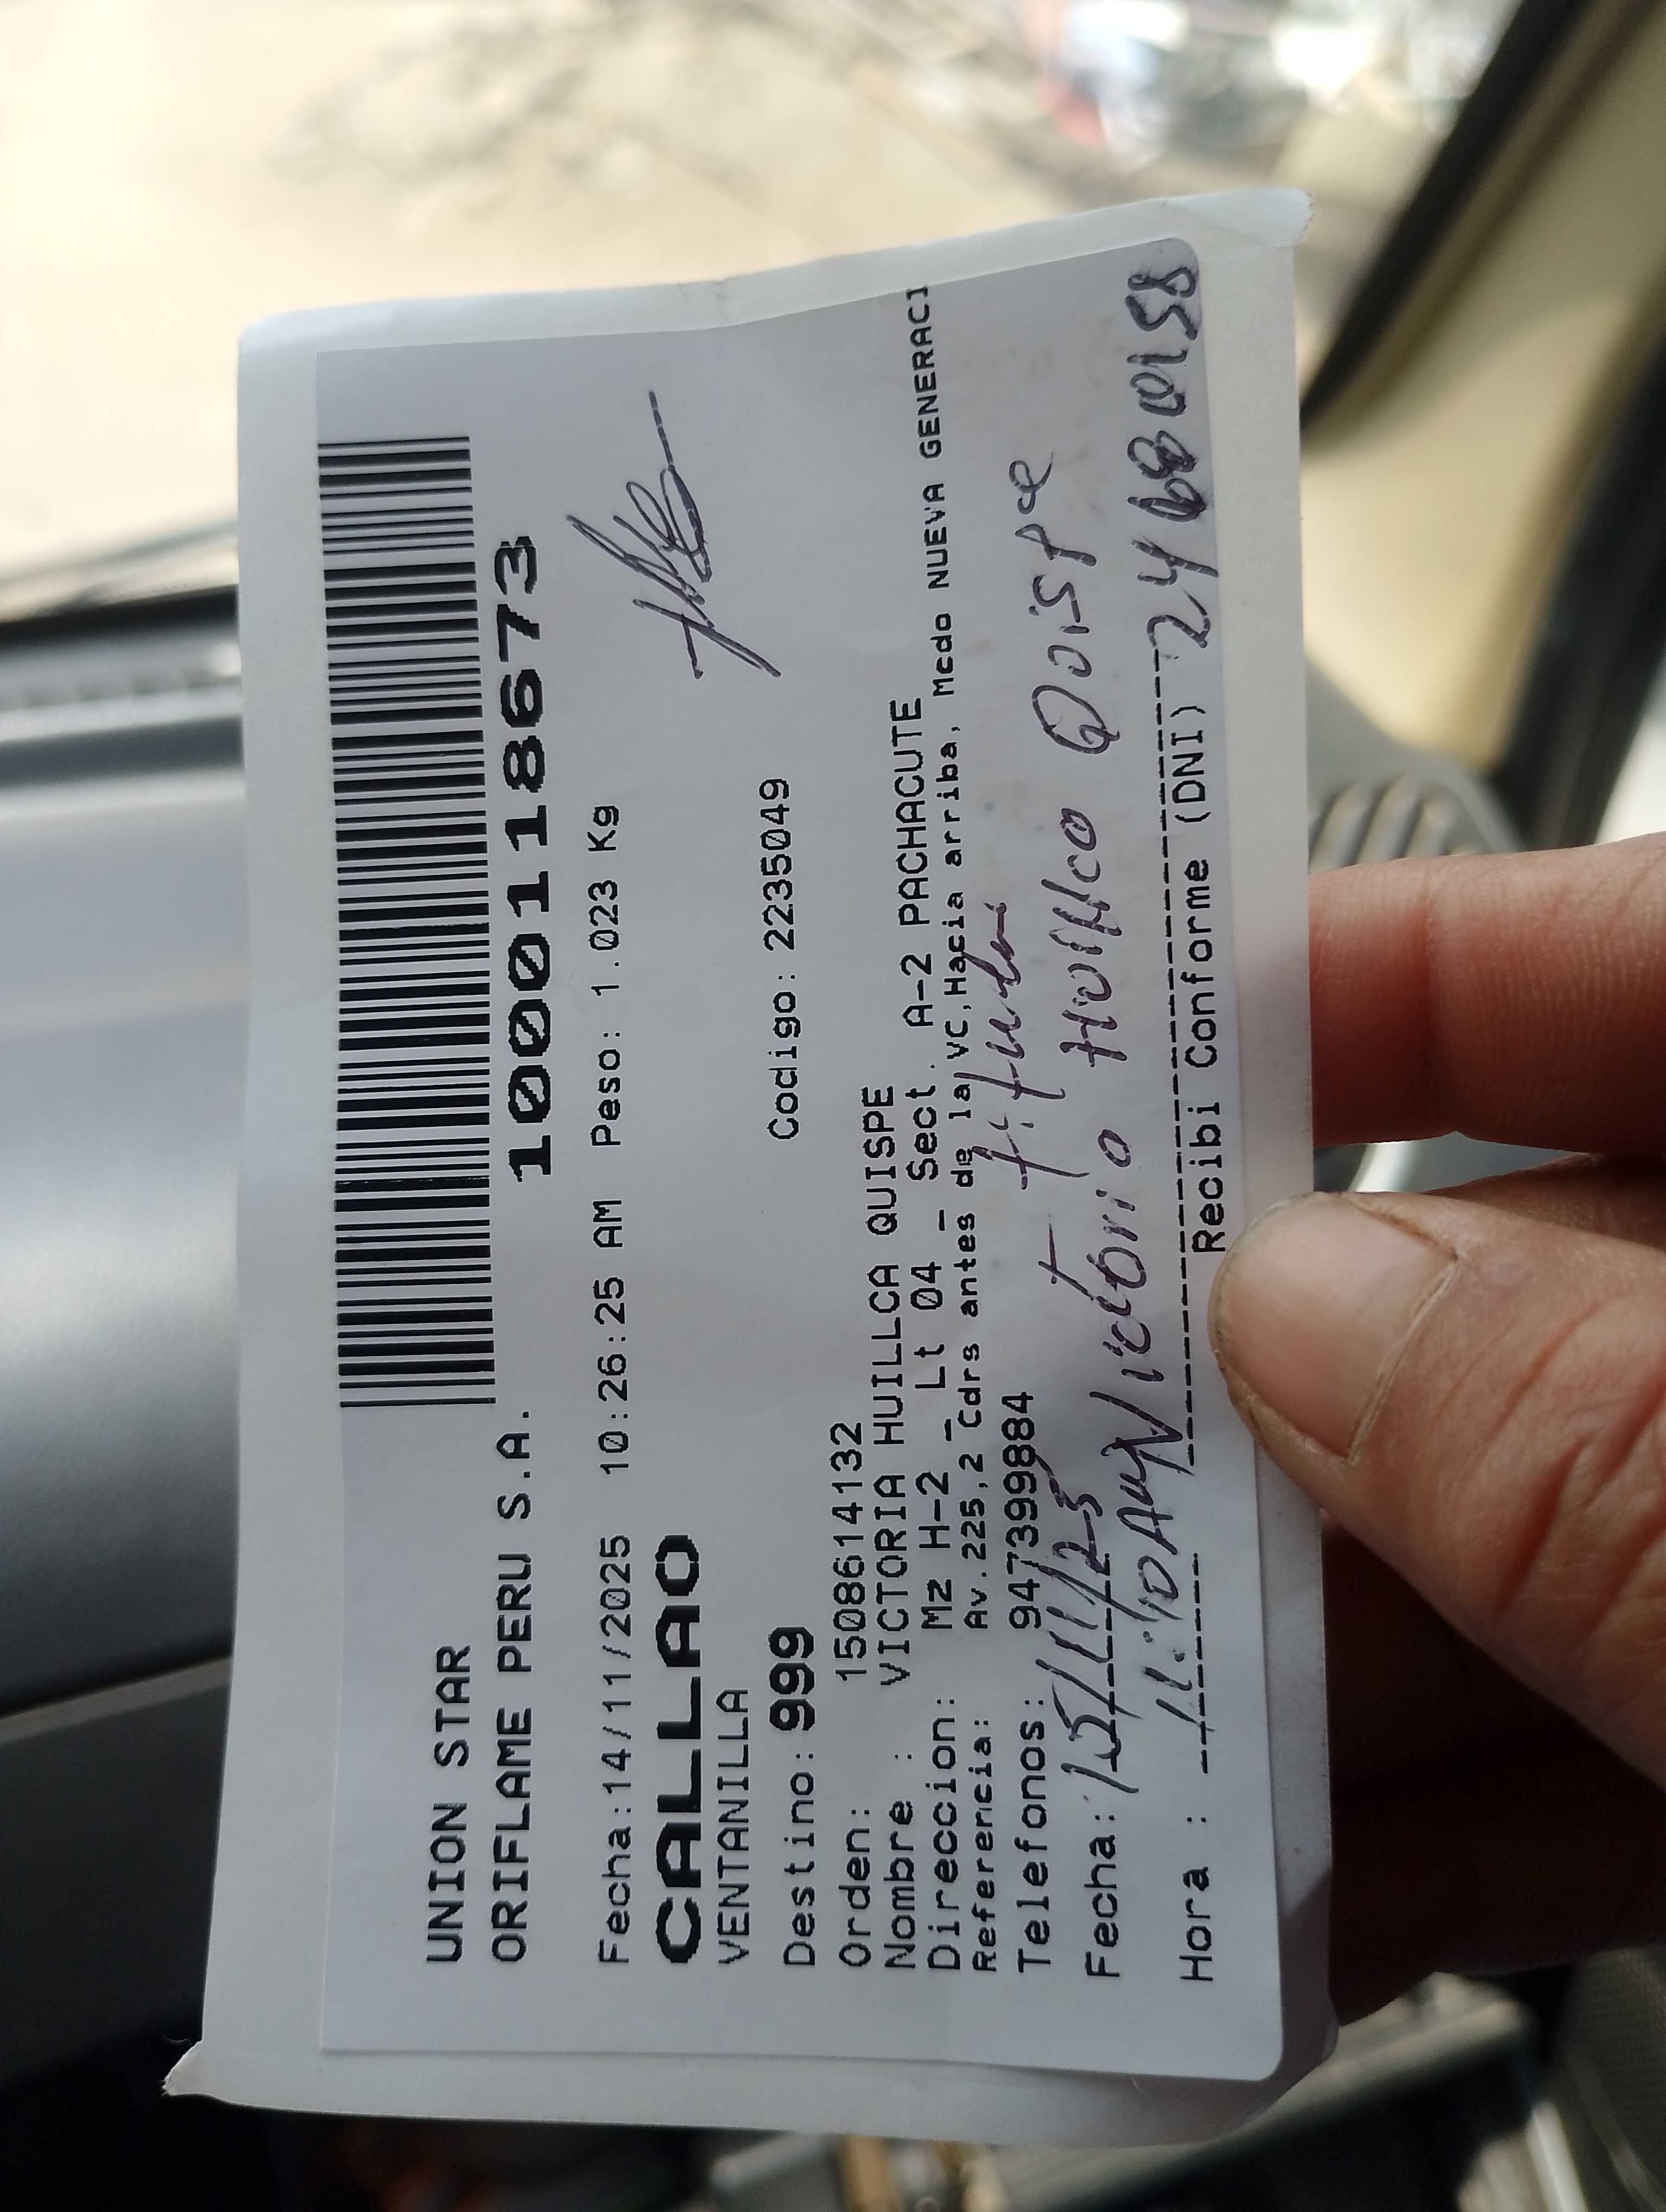 UNION STAR
ORIFLAME PERU S.A.
10001118673
Fecha:14/11/2025 10:26:25 AM Peso: 1.023 Kg
CALLAO
VENTANILLA
Destino: 999 Codigo: 2235049
Orden: 1508614132
Nombre : VICTORIA HUILLCA QUISPE
Direccion: Mz H-2 - Lt 04 - Sect. A-2 PACHACUTE
Referencia: Av.225,2 Cdrs antes de la VC,Hacia arriba, Mcdo NUEVA GENERACI
Telefonos: 947399884
Fecha: 15/11/25 titular
Hora : 11:10AM Victoria Huillca Quispe
Recibi Conforme (DNI)